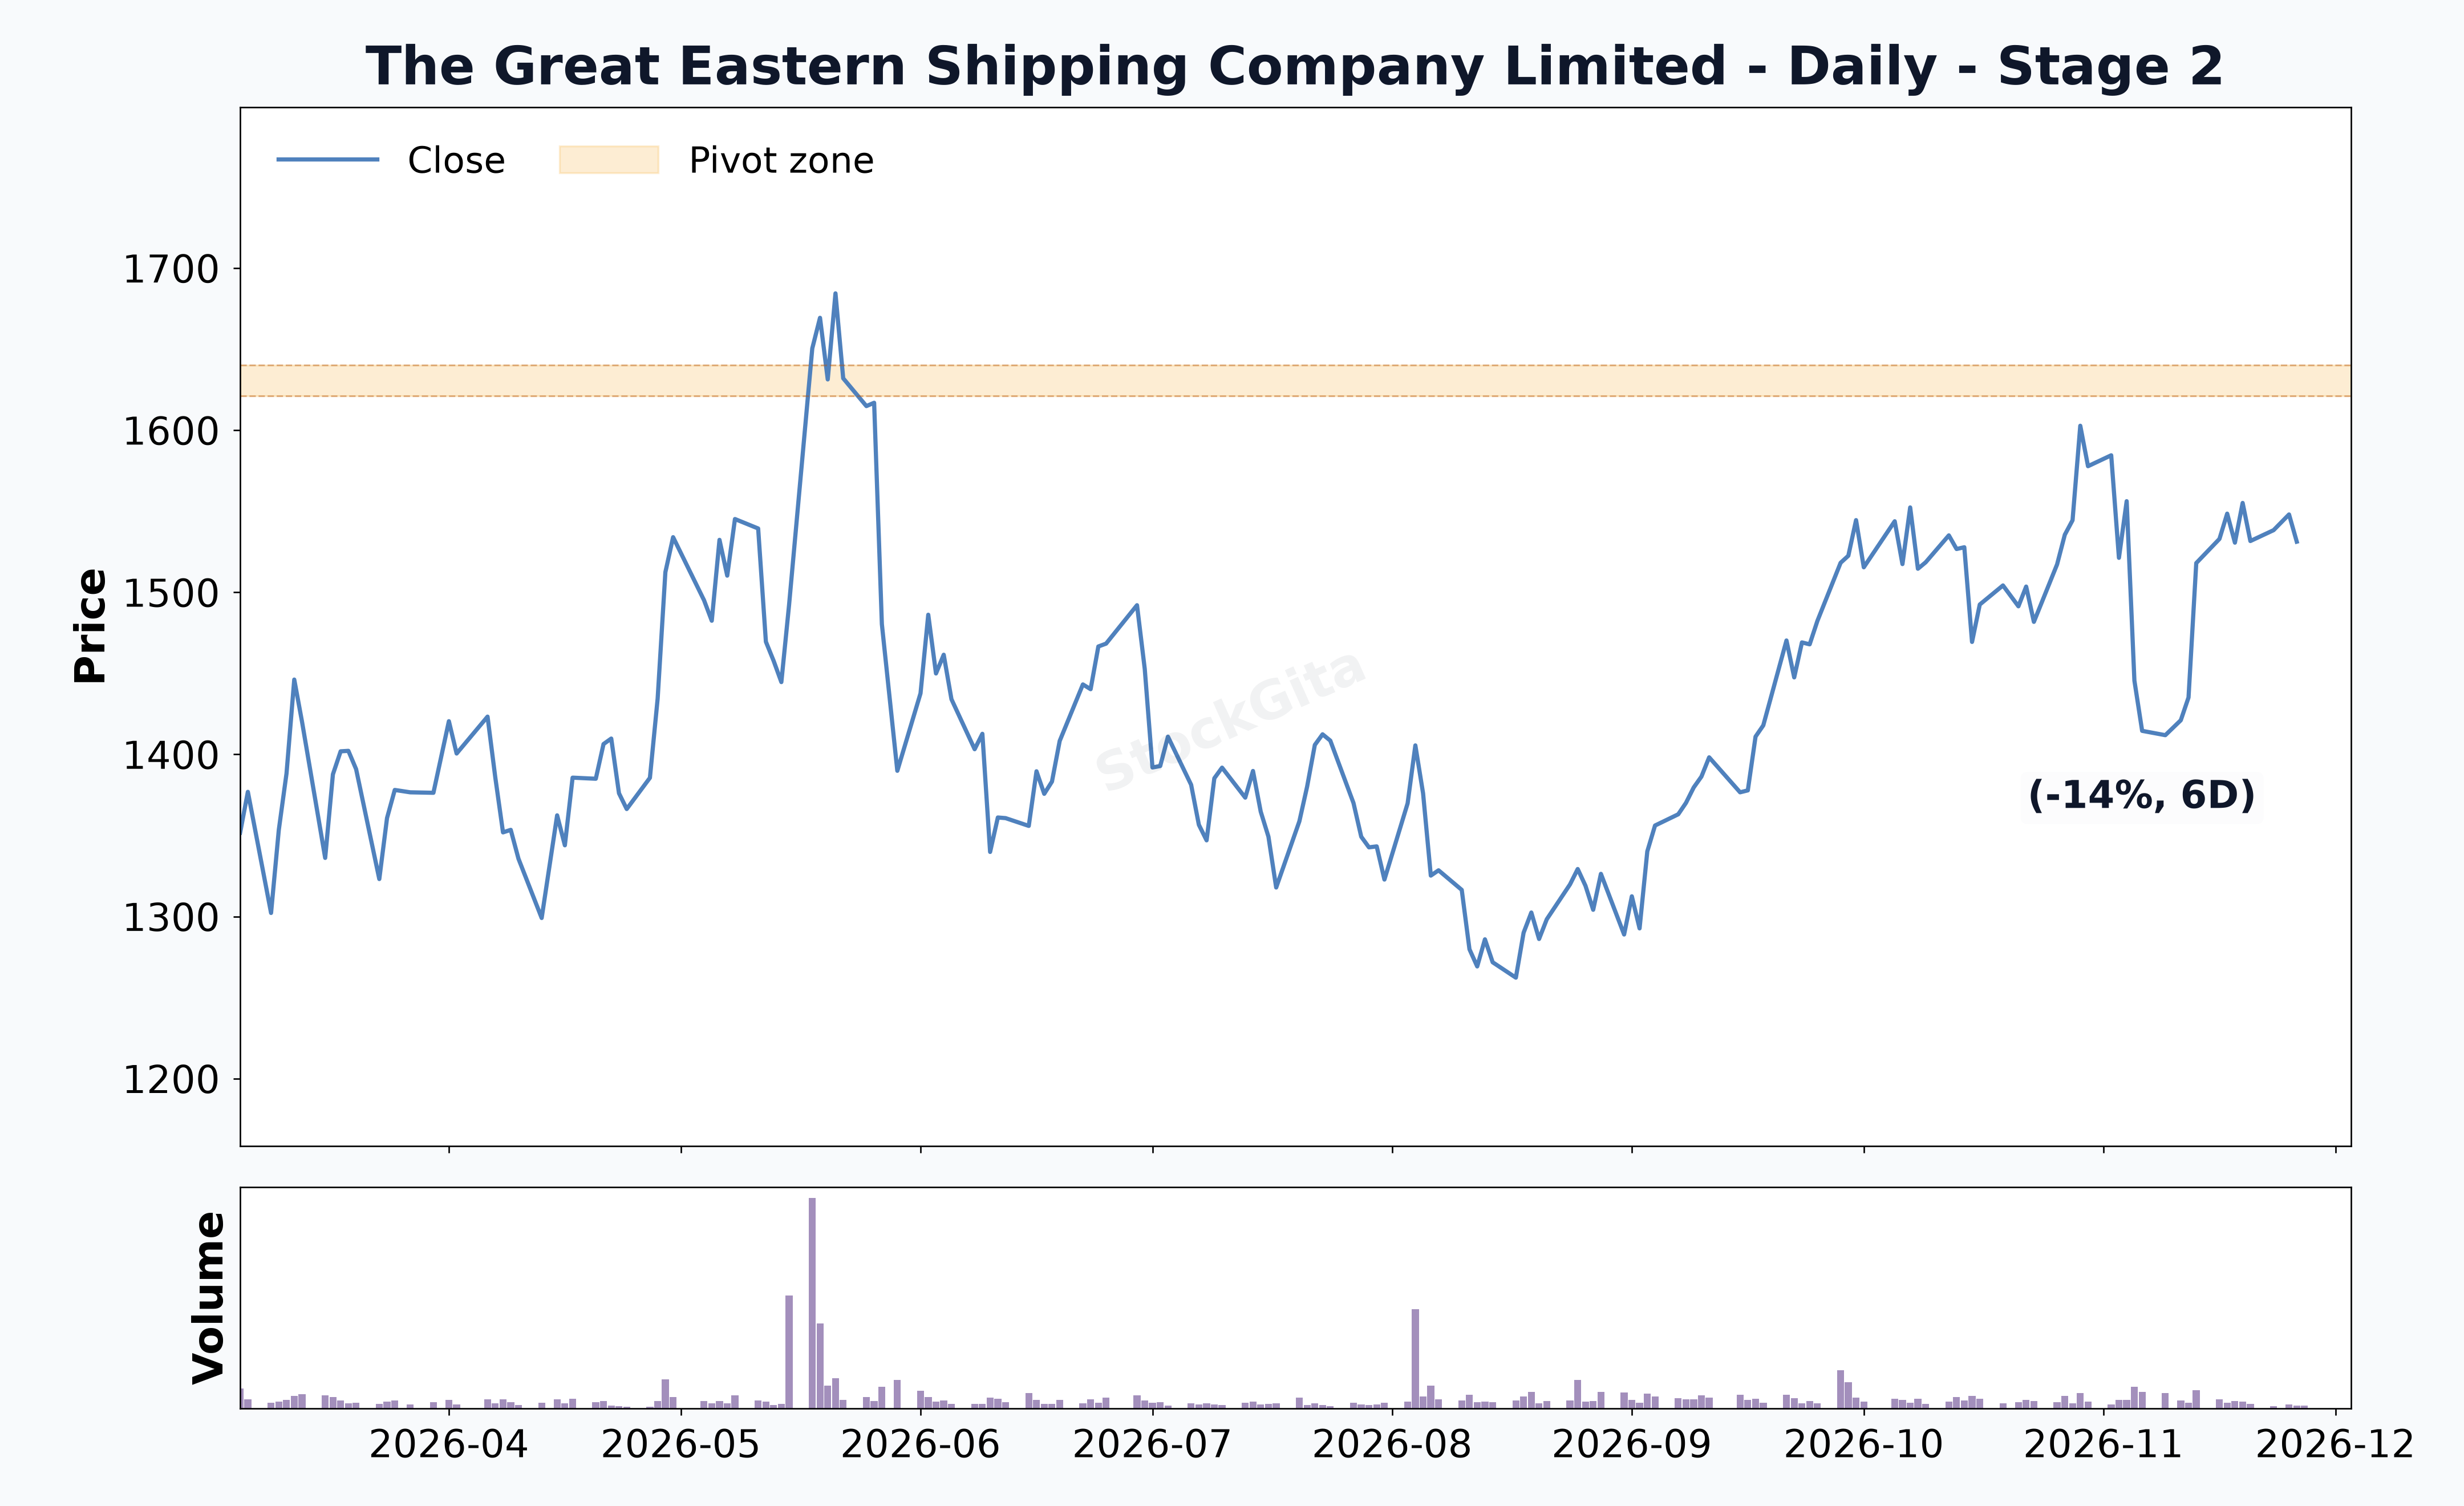 The Great Eastern Shipping Company Limited - Daily - Stage 2
Close
Pivot zone
1700
1600
1500
1400
1300
1200
Price
StockGita
(-14%, 6D)
Volume
2026-04
2026-05
2026-06
2026-07
2026-08
2026-09
2026-10
2026-11
2026-12